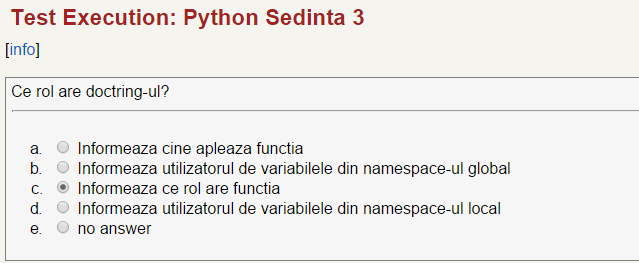 Test Execution: Python Sedinta 3
[info]
Ce rol are doctring-ul?
a. Informeaza cine apleaza functia
b. Informeaza utilizatorul de variabilele din namespace-ul global
c. Informeaza ce rol are functia
d. Informeaza utilizatorul de variabilele din namespace-ul local
e. no answer